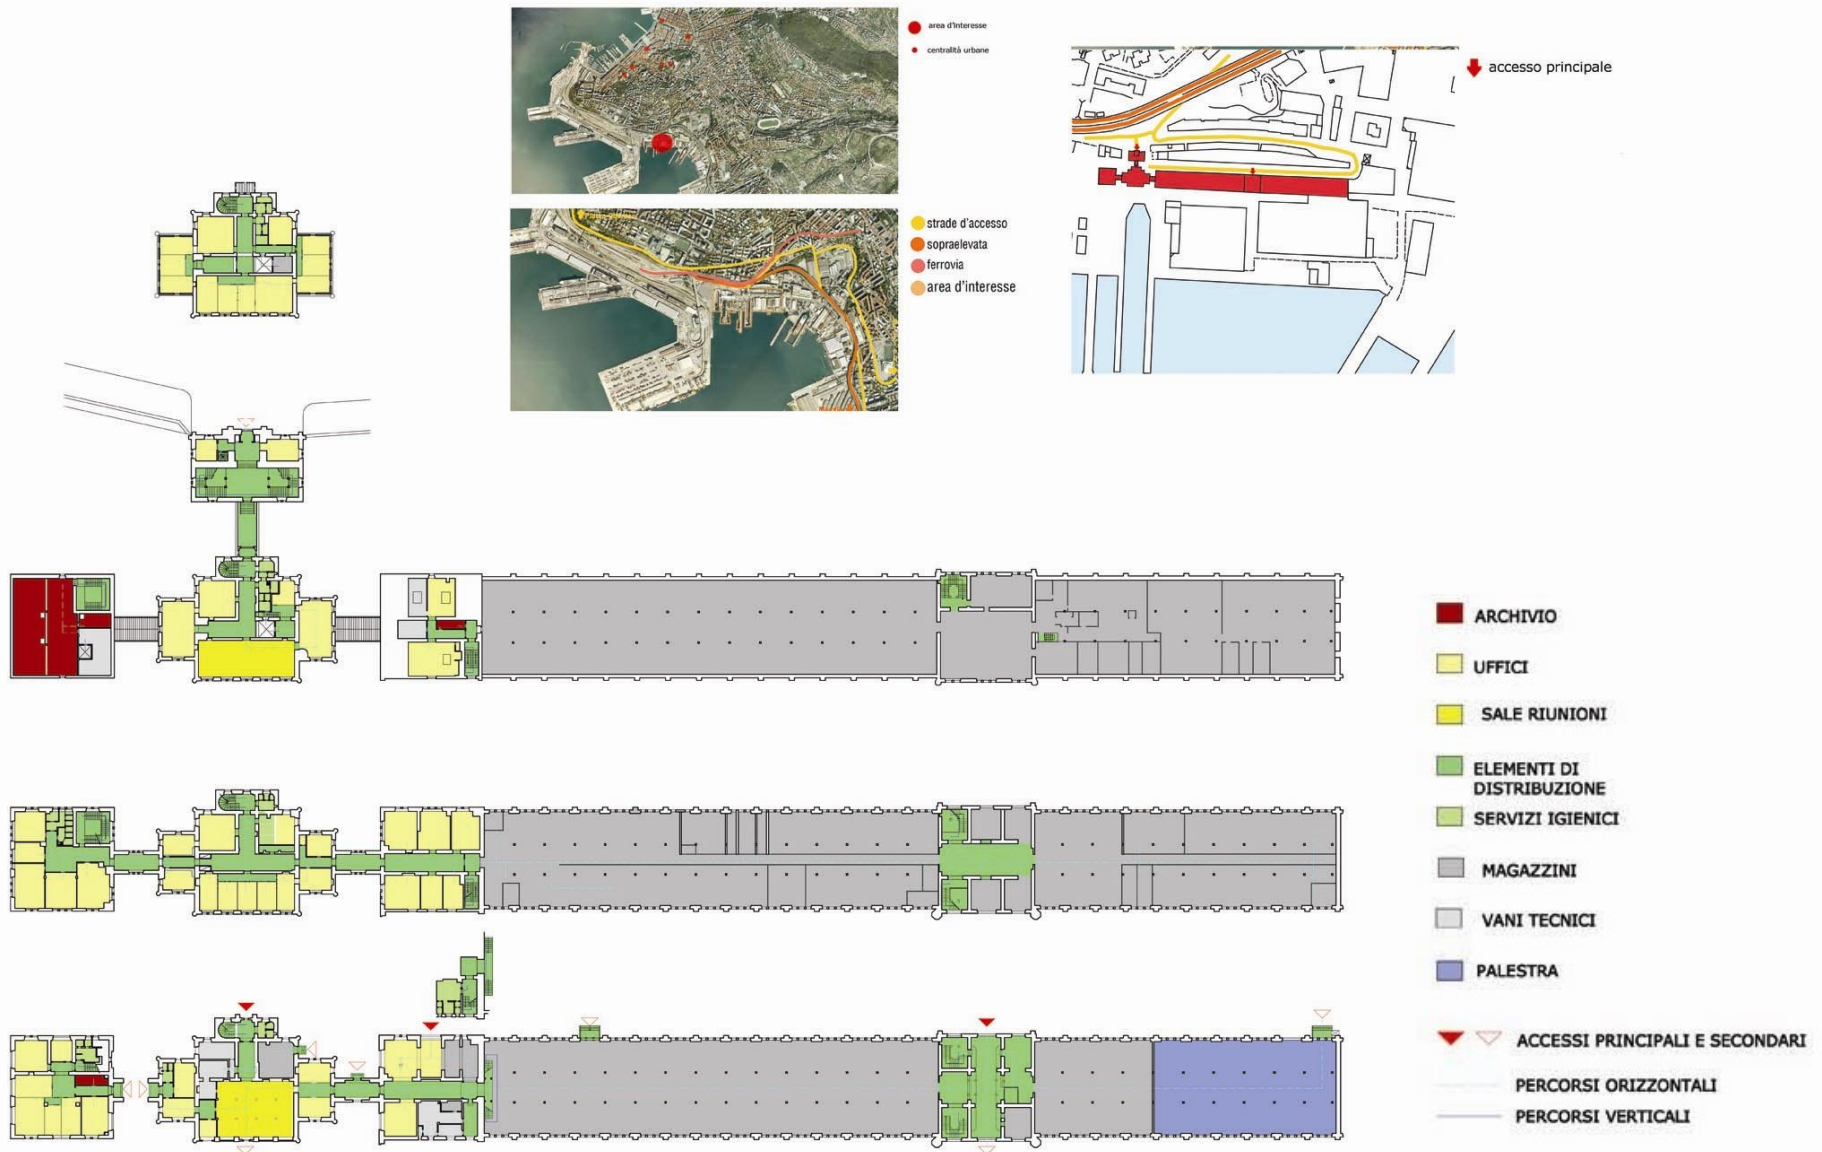 area d'interesse
centralità urbane
accesso principale
strade d'accesso
sopraelevata
ferrovia
area d'interesse
ARCHIVIO
UFFICI
SALE RIUNIONI
ELEMENTI DI
DISTRIBUZIONE
SERVIZI IGIENICI
MAGAZZINI
VANI TECNICI
PALESTRA
ACCESSI PRINCIPALI E SECONDARI
PERCORSI ORIZZONTALI
PERCORSI VERTICALI